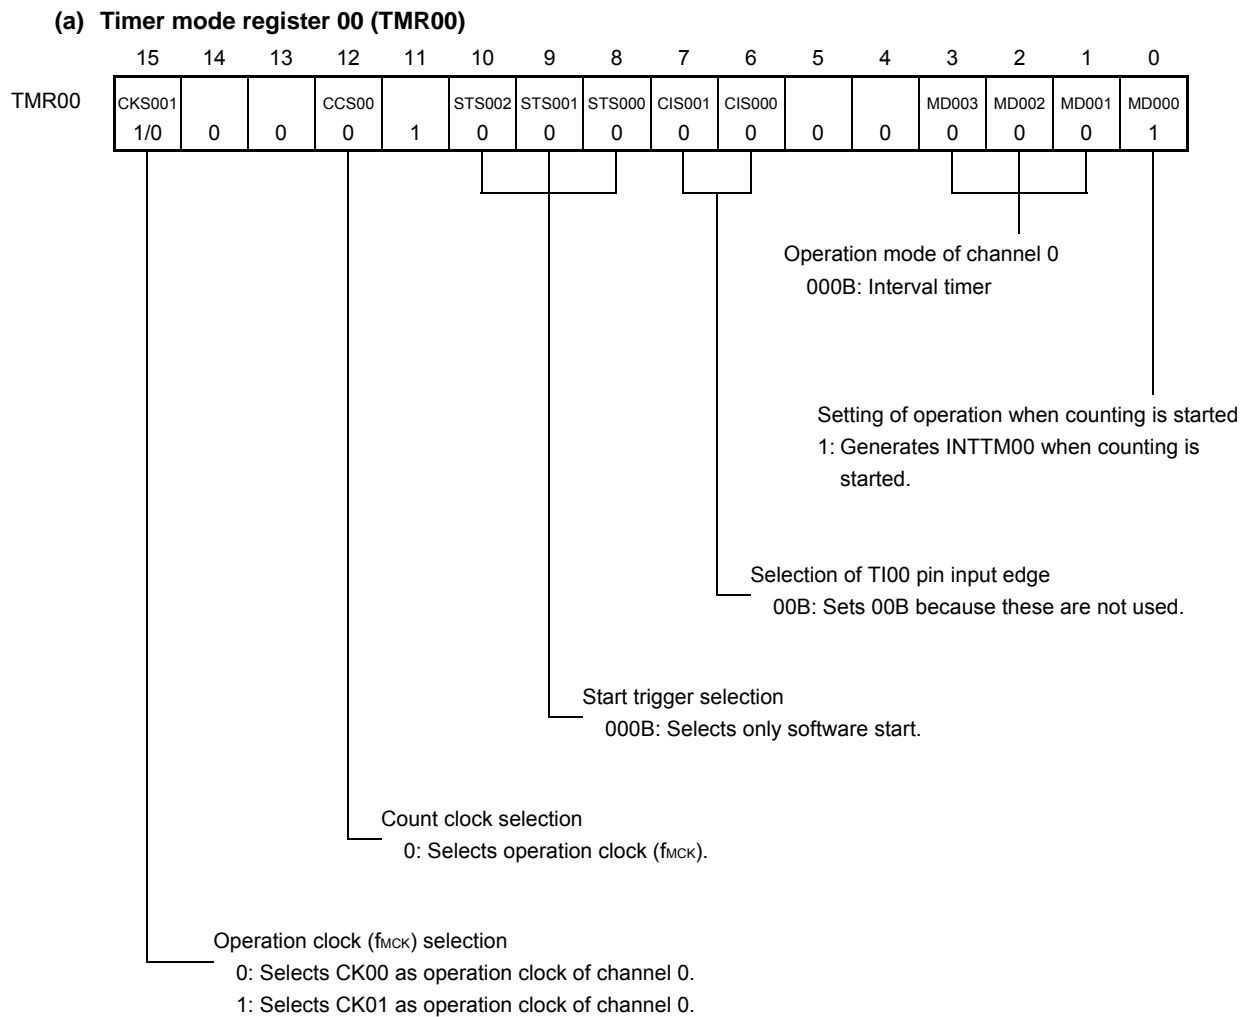 (a) Timer mode register 00 (TMR00)
15 14 13 12 11 10 9 8 7 6 5 4 3 2 1 0
TMR00 CKS001 CCS00 STS002 STS001 STS000 CIS001 CIS000 MD003 MD002 MD001 MD000
1/0 0 0 0 1 0 0 0 0 0 0 0 0 0 0 1
Operation mode of channel 0
000B: Interval timer
Setting of operation when counting is started
1: Generates INTTM00 when counting is
started.
Selection of TI00 pin input edge
00B: Sets 00B because these are not used.
Start trigger selection
000B: Selects only software start.
Count clock selection
0: Selects operation clock (fMCK).
Operation clock (fMCK) selection
0: Selects CK00 as operation clock of channel 0.
1: Selects CK01 as operation clock of channel 0.